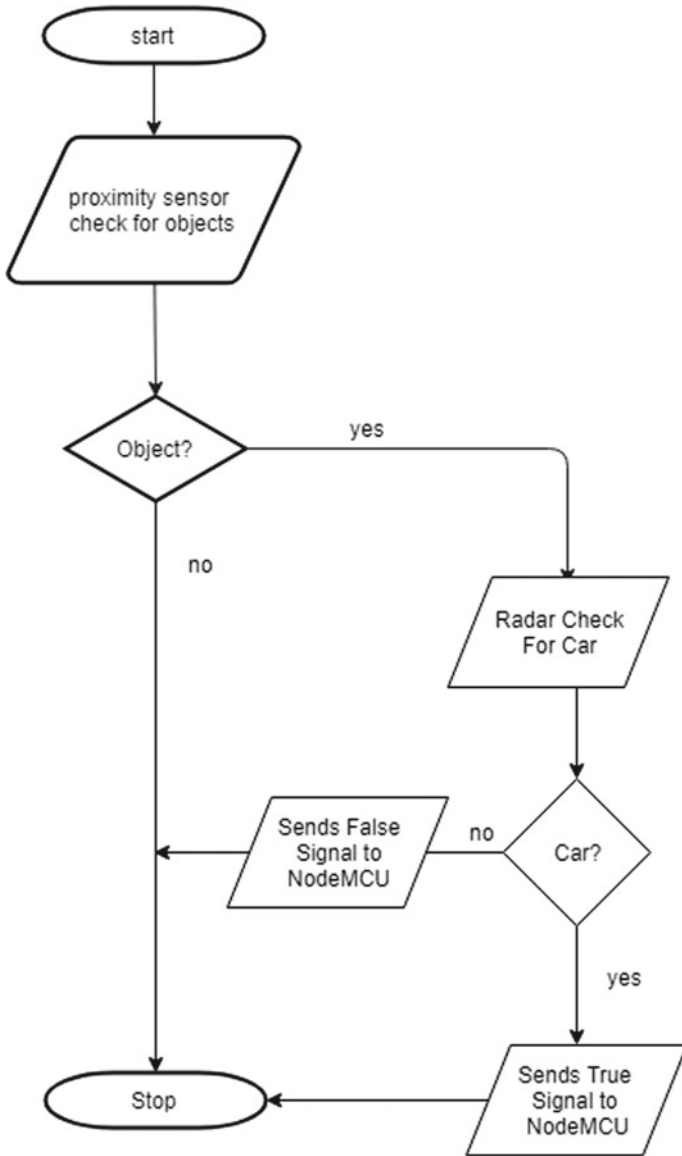 start
proximity sensor
check for objects
Object?
yes
no
Radar Check
For Car
Car?
no
Sends False
Signal to
NodeMCU
yes
Sends True
Signal to
NodeMCU
Stop